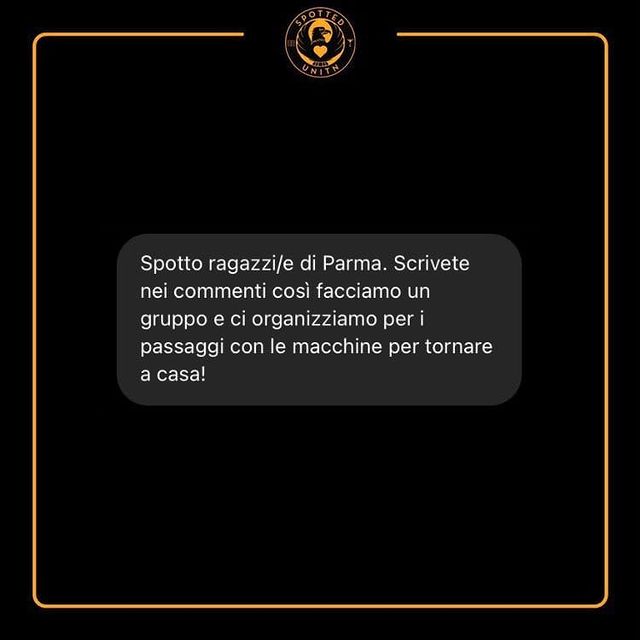 SPOTTED
UNITN
Spotto ragazzi/e di Parma. Scrivete
nei commenti così facciamo un
gruppo e ci organizziamo per i
passaggi con le macchine per tornare
a casa!